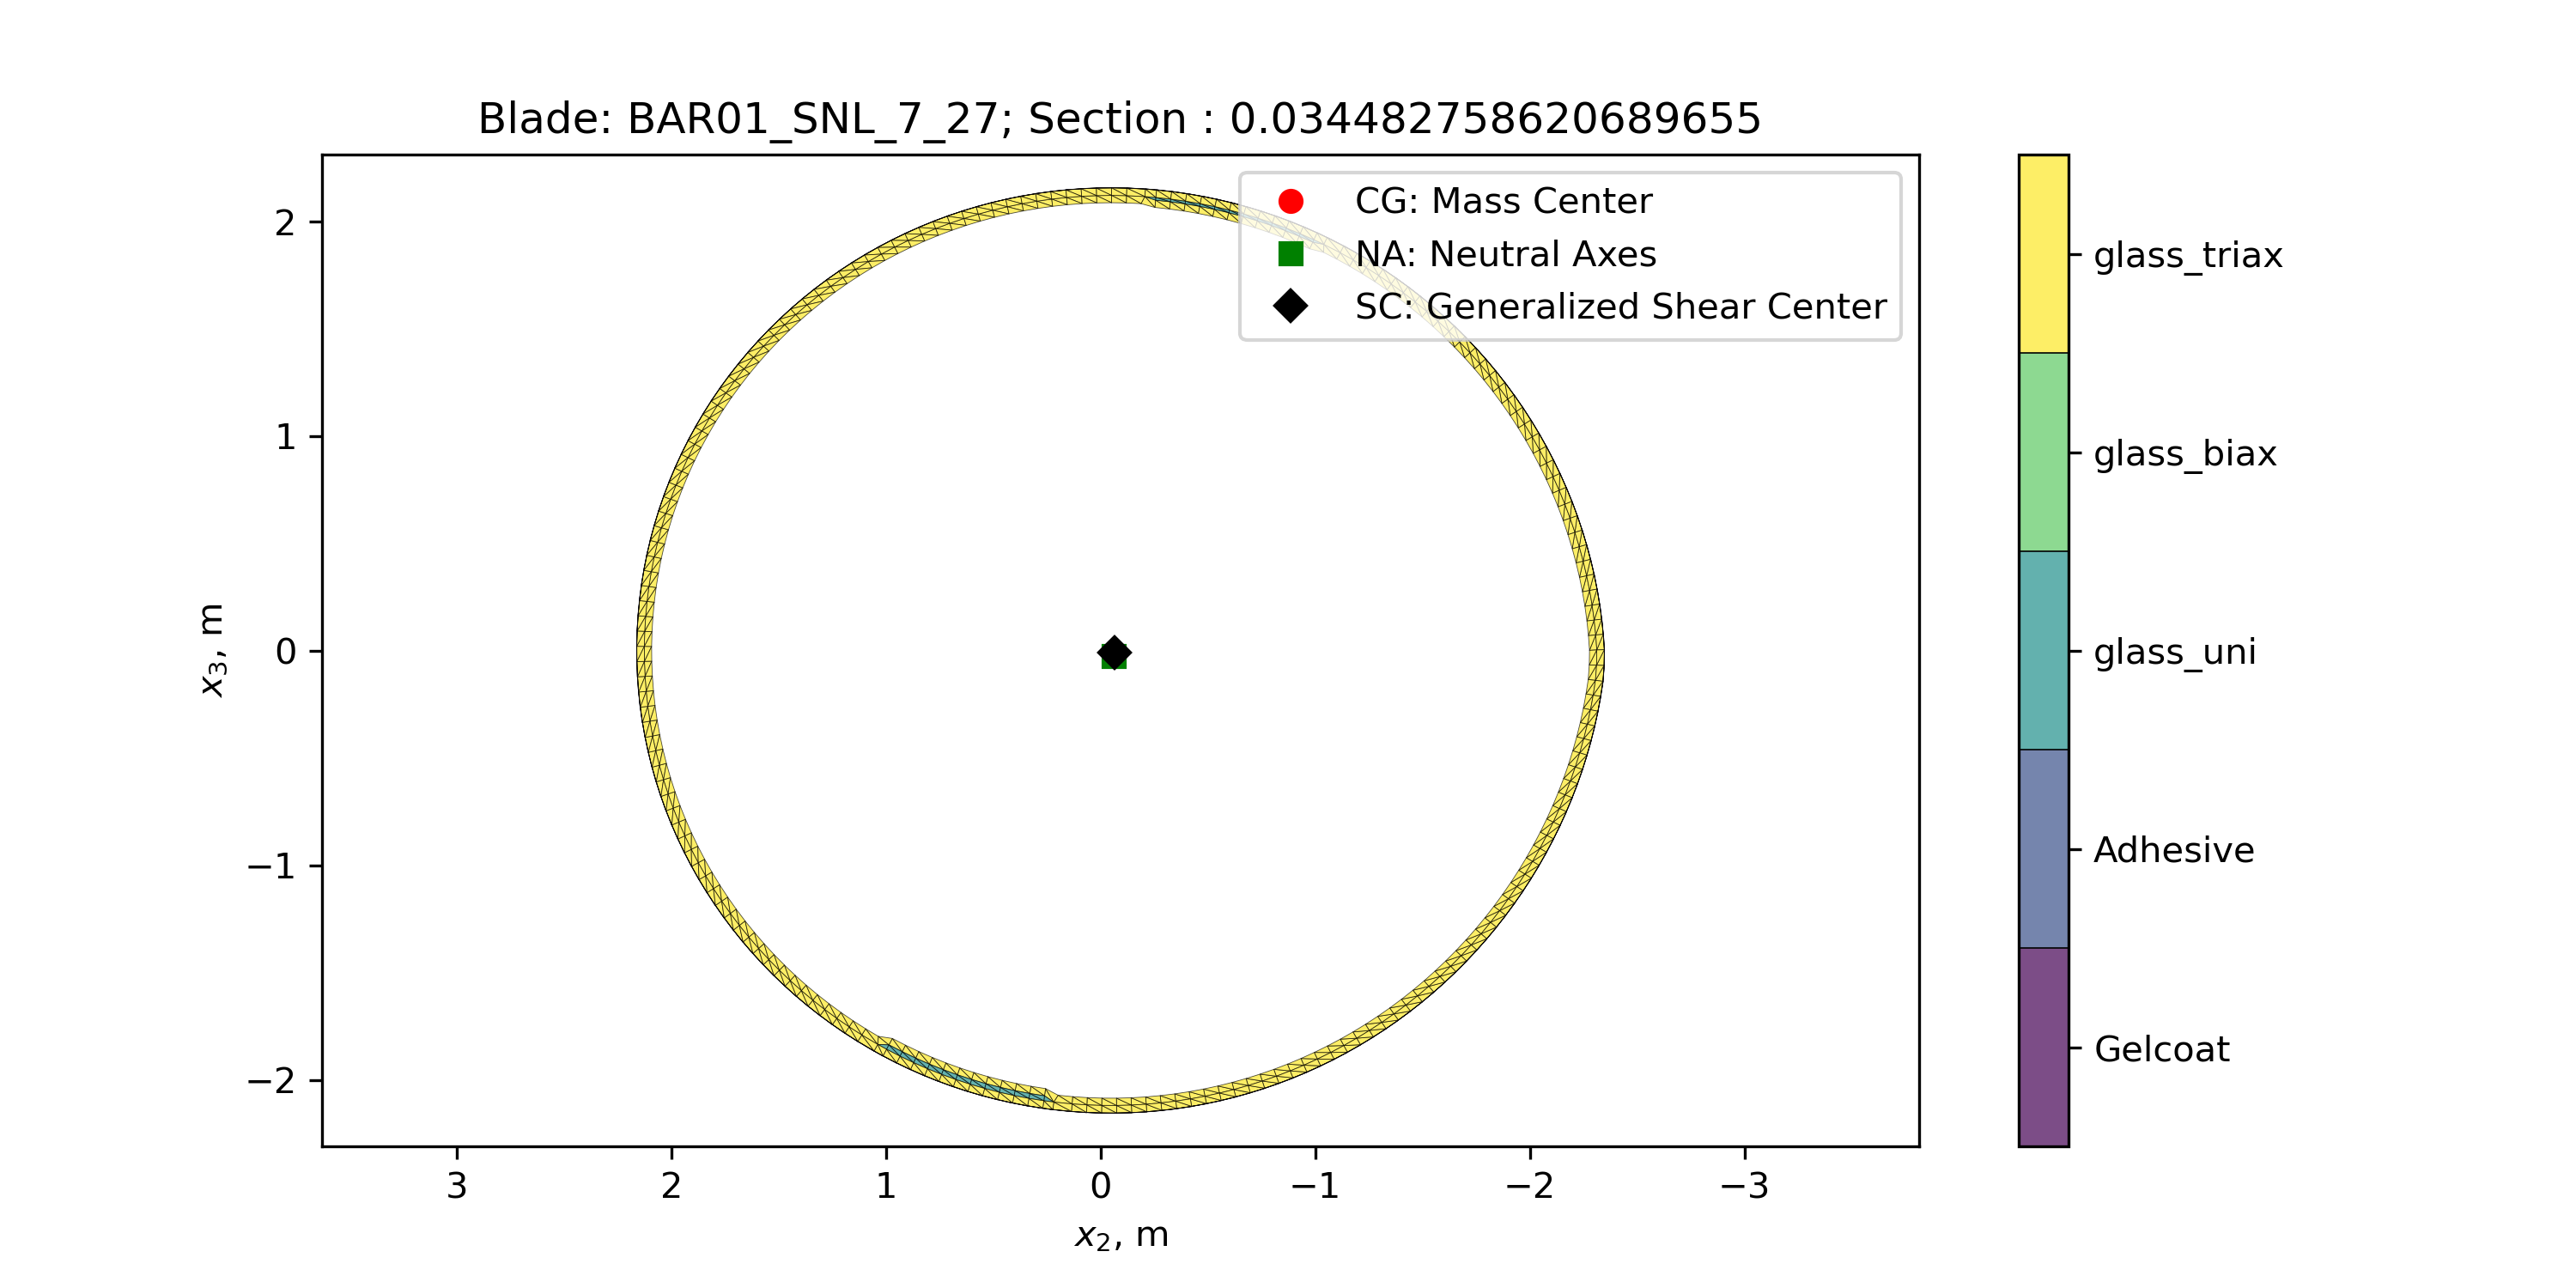 Blade: BAR01_SNL_7_27; Section : 0.034482758620689655
CG: Mass Center
NA: Neutral Axes
SC: Generalized Shear Center
2
1
0
−1
−2
x₃, m
3
2
1
0
−1
−2
−3
x₂, m
glass_triax
glass_biax
glass_uni
Adhesive
Gelcoat